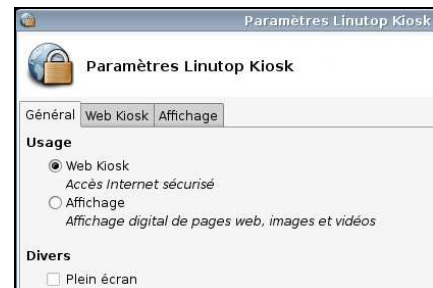 Paramètres Linutop Kiosk
Paramètres Linutop Kiosk
Général Web Kiosk Affichage
Usage
Web Kiosk
Accès Internet sécurisé
Affichage
Affichage digital de pages web, images et vidéos
Divers
Plein écran